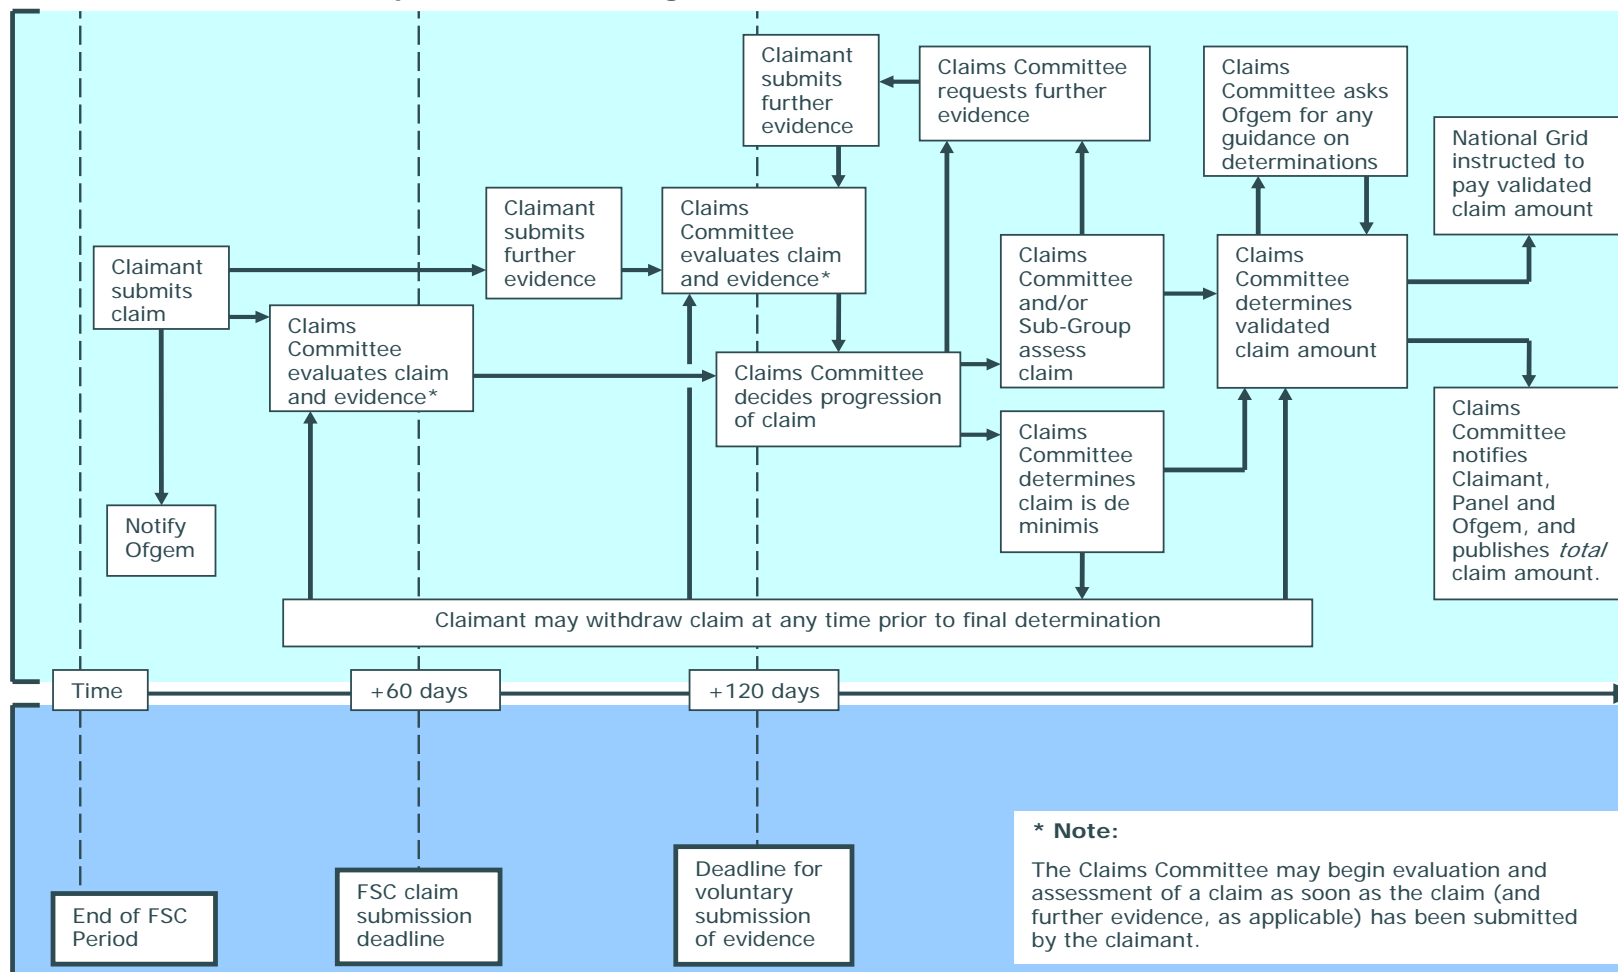 Claimant
submits
further
evidence
Claims Committee
requests further
evidence
Claims
Committee asks
Ofgem for any
guidance on
determinations
National Grid
instructed to
pay validated
claim amount
Claimant
submits
claim
Claimant
submits
further
evidence
Claims
Committee
evaluates claim
and evidence*
Claims
Committee
evaluates claim
and evidence*
Claims Committee
decides progression
of claim
Claims
Committee
and/or
Sub-Group
assess
claim
Claims
Committee
determines
validated
claim amount
Claims
Committee
determines
claim is de
minimis
Claims
Committee
notifies
Claimant,
Panel and
Ofgem, and
publishes total
claim amount.
Notify
Ofgem
Claimant may withdraw claim at any time prior to final determination
Time
+60 days
+120 days
End of FSC
Period
FSC claim
submission
deadline
Deadline for
voluntary
submission
of evidence
* Note:
The Claims Committee may begin evaluation and
assessment of a claim as soon as the claim (and
further evidence, as applicable) has been submitted
by the claimant.